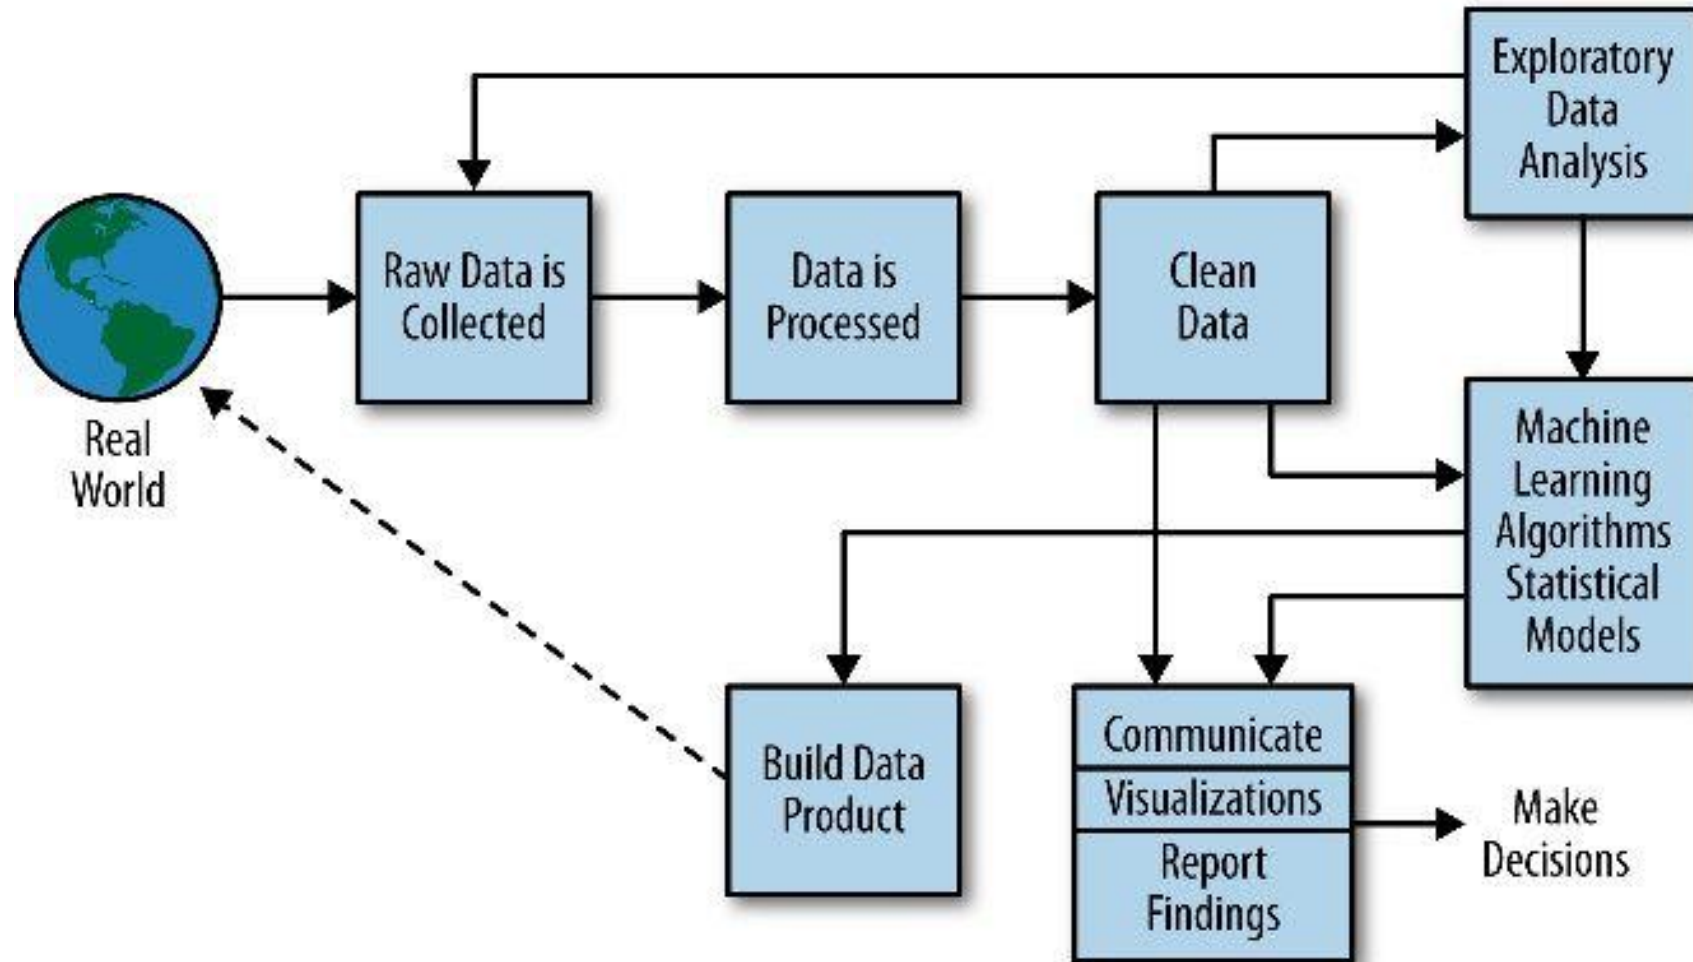 Exploratory
Data
Analysis
Raw Data is
Collected
Data is
Processed
Clean
Data
Real
World
Machine
Learning
Algorithms
Statistical
Models
Build Data
Product
Communicate
Visualizations
Report
Findings
Make
Decisions